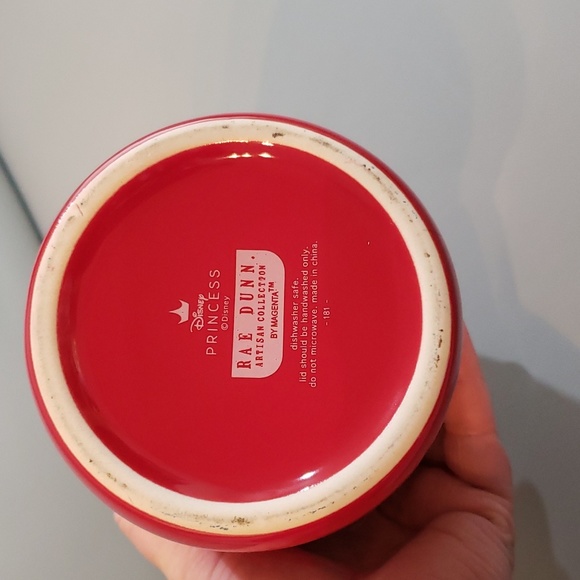 Disney
PRINCESS
©Disney
RAE DUNN.
ARTISAN COLLECTION
BY MAGENTA™
dishwasher safe.
lid should be handwashed only.
do not microwave. made in china.
- 181 -